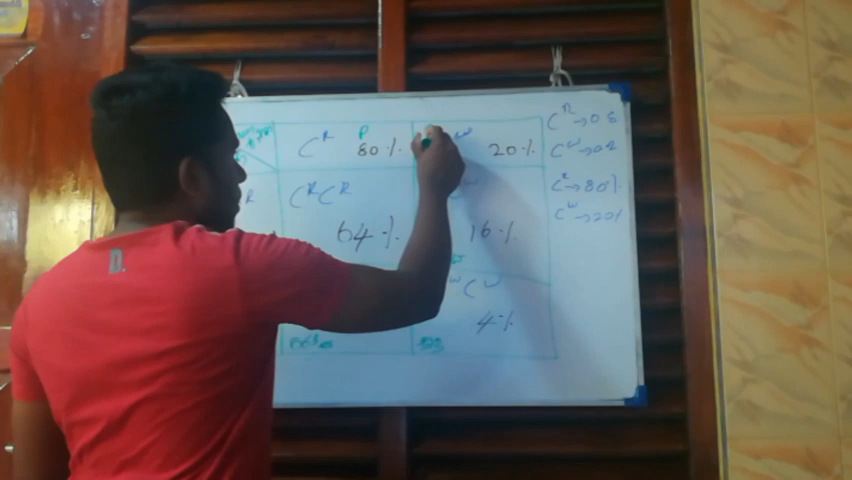 C^R P 80% W 20%
R C^R C^R
64% 16%
W C^W
4%
C^R → 0.8
C^W → 0.2
C^R → 80%
C^W → 20%
D.